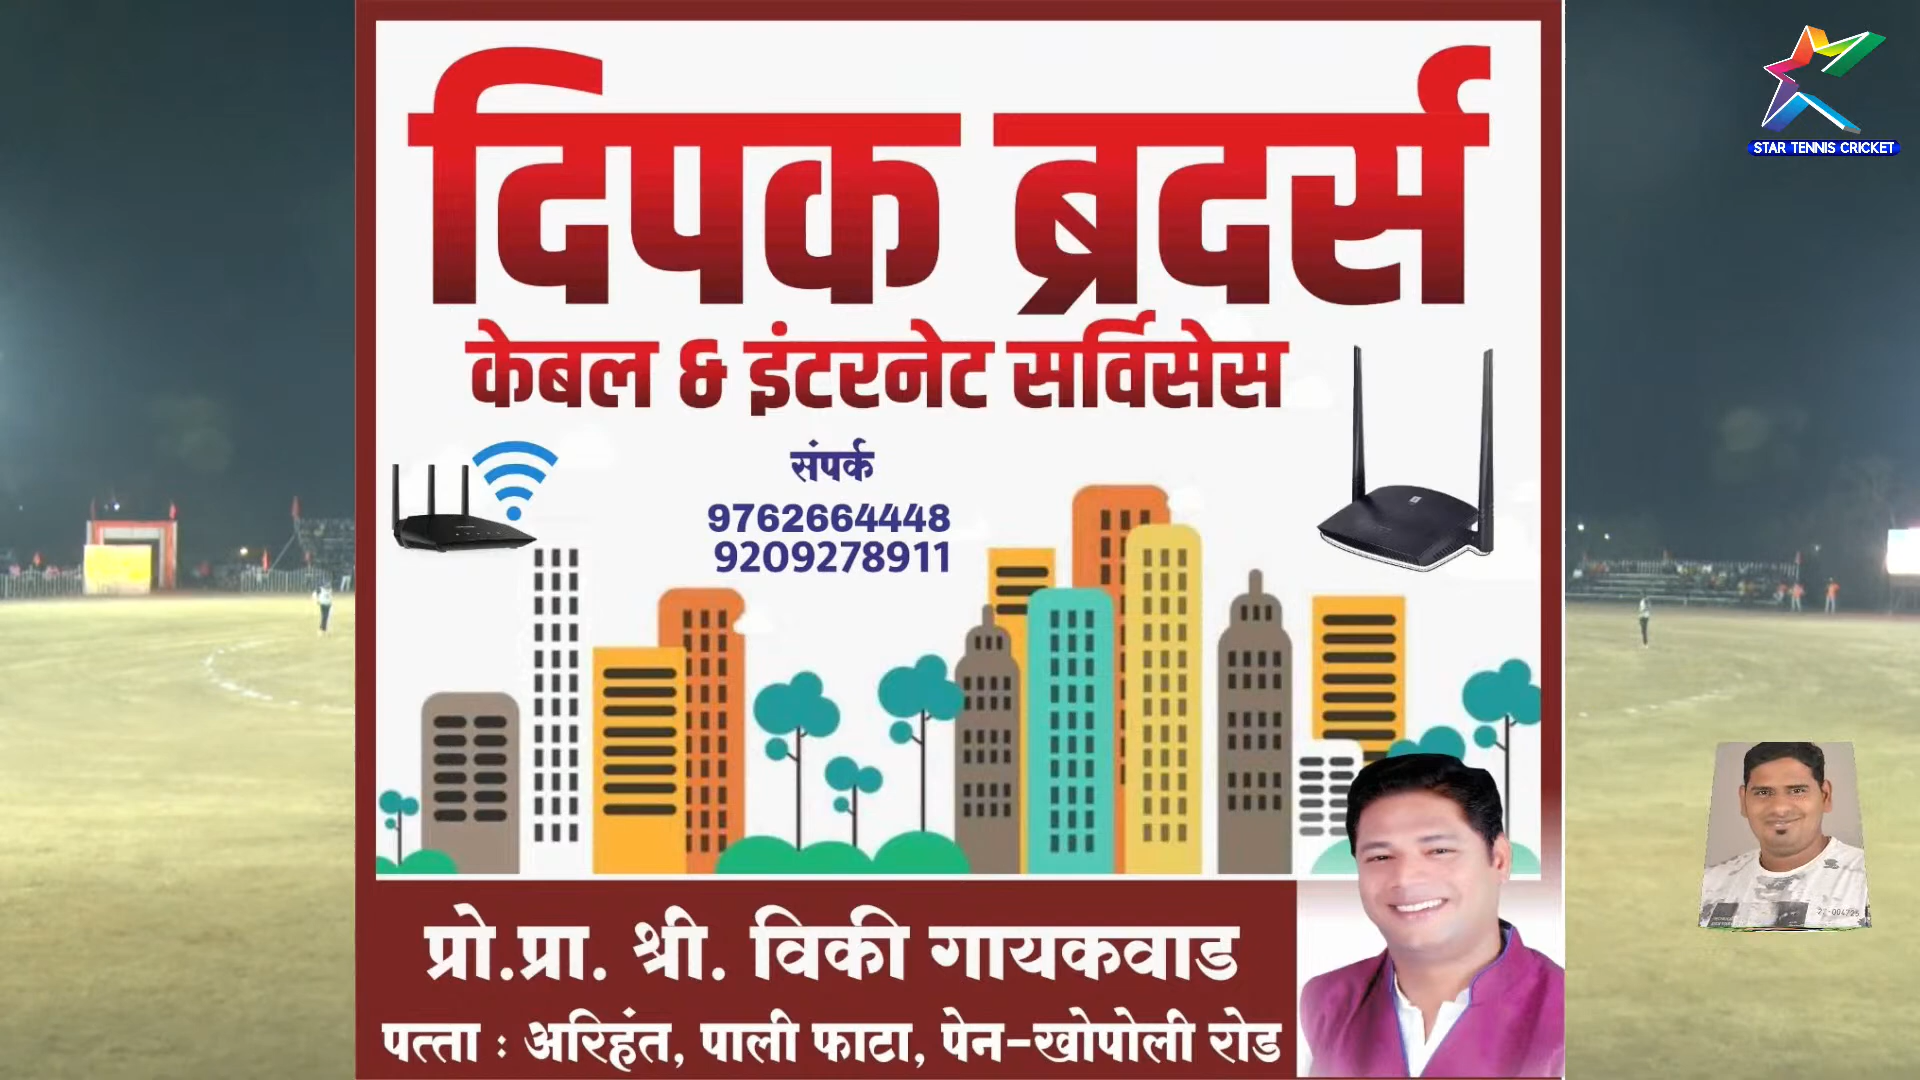 दिपक ब्रदर्स
STAR TENNIS CRICKET
केबल & इंटरनेट सर्विसेस
संपर्क
9762664448
9209278911
प्रो.प्रा. श्री. विकी गायकवाड
पत्ता : अरिहंत, पाली फाटा, पेन-खोपोली रोड